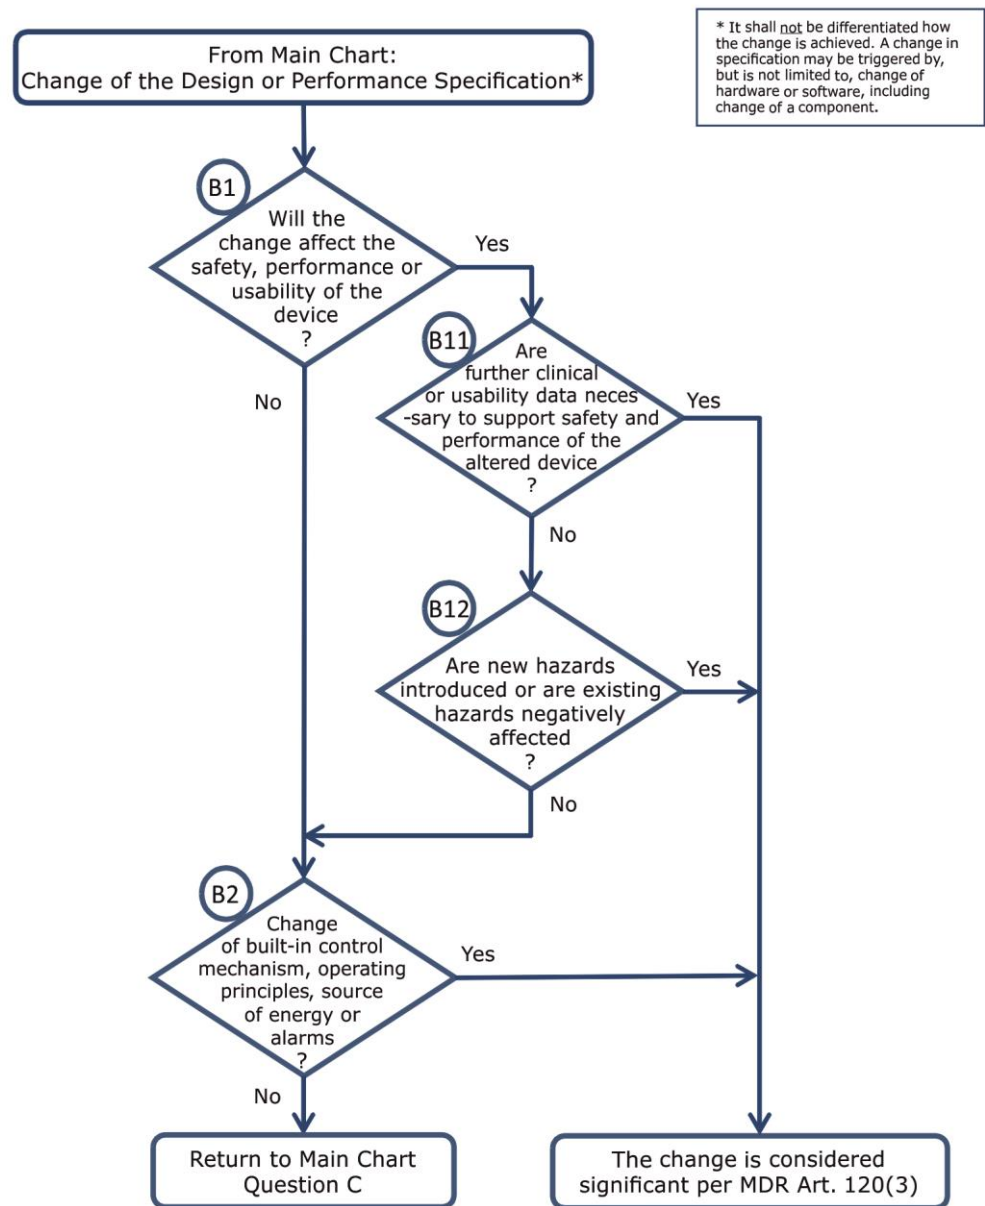 From Main Chart:
Change of the Design or Performance Specification*
* It shall not be differentiated how
the change is achieved. A change in
specification may be triggered by,
but is not limited to, change of
hardware or software, including
change of a component.
B1
Will the
change affect the
safety, performance or
usability of the
device
?
Yes
No
B11
Are
further clinical
or usability data neces
-sary to support safety and
performance of the
altered device
?
Yes
No
B12
Are new hazards
introduced or are existing
hazards negatively
affected
?
Yes
No
B2
Change
of built-in control
mechanism, operating
principles, source
of energy or
alarms
?
Yes
No
Return to Main Chart
Question C
The change is considered
significant per MDR Art. 120(3)